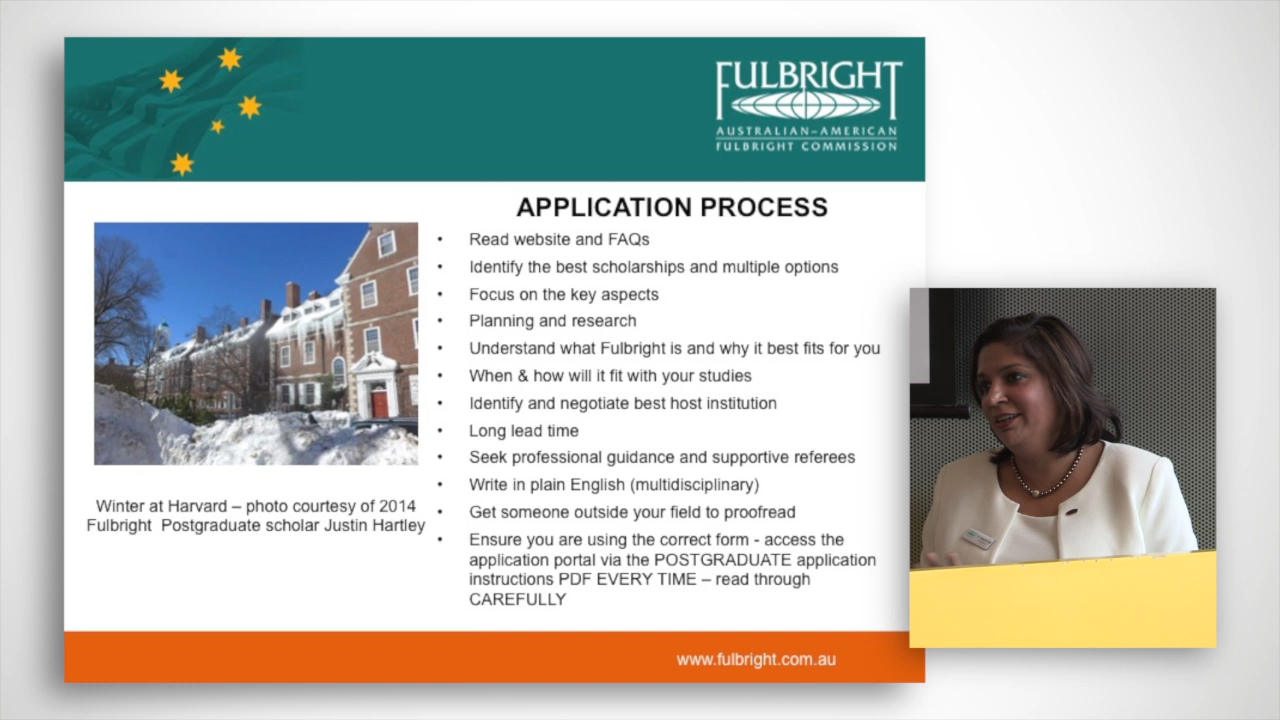 FULBRIGHT
AUSTRALIAN–AMERICAN
FULBRIGHT COMMISSION
APPLICATION PROCESS
• Read website and FAQs
• Identify the best scholarships and multiple options
• Focus on the key aspects
• Planning and research
• Understand what Fulbright is and why it best fits for you
• When & how will it fit with your studies
• Identify and negotiate best host institution
• Long lead time
• Seek professional guidance and supportive referees
• Write in plain English (multidisciplinary)
• Get someone outside your field to proofread
• Ensure you are using the correct form - access the
application portal via the POSTGRADUATE application
instructions PDF EVERY TIME – read through
CAREFULLY
Winter at Harvard – photo courtesy of 2014
Fulbright Postgraduate scholar Justin Hartley
www.fulbright.com.au